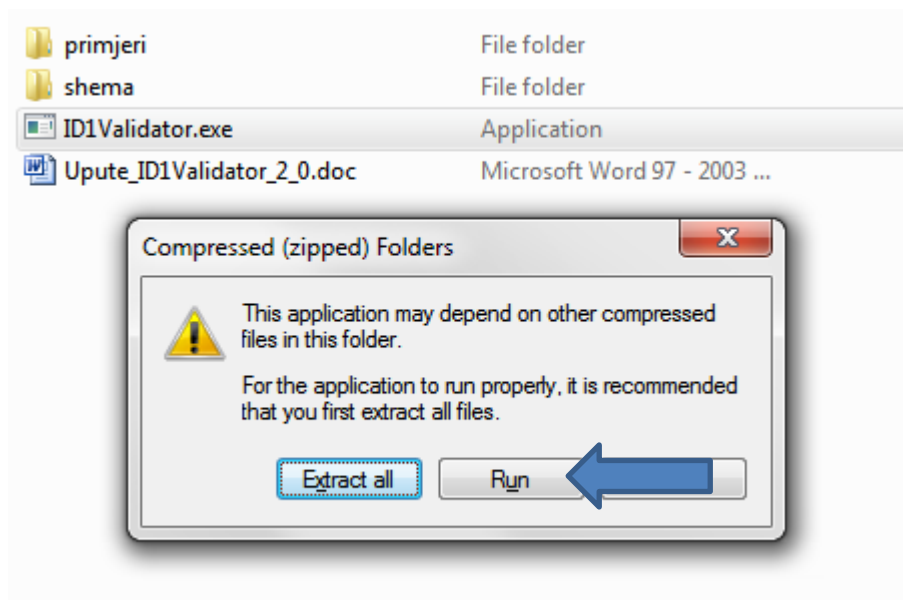 primjeri File folder
shema File folder
ID1Validator.exe Application
Upute_ID1Validator_2_0.doc Microsoft Word 97 - 2003 ...
Compressed (zipped) Folders
This application may depend on other compressed
files in this folder.
For the application to run properly, it is recommended
that you first extract all files.
Extract all Run